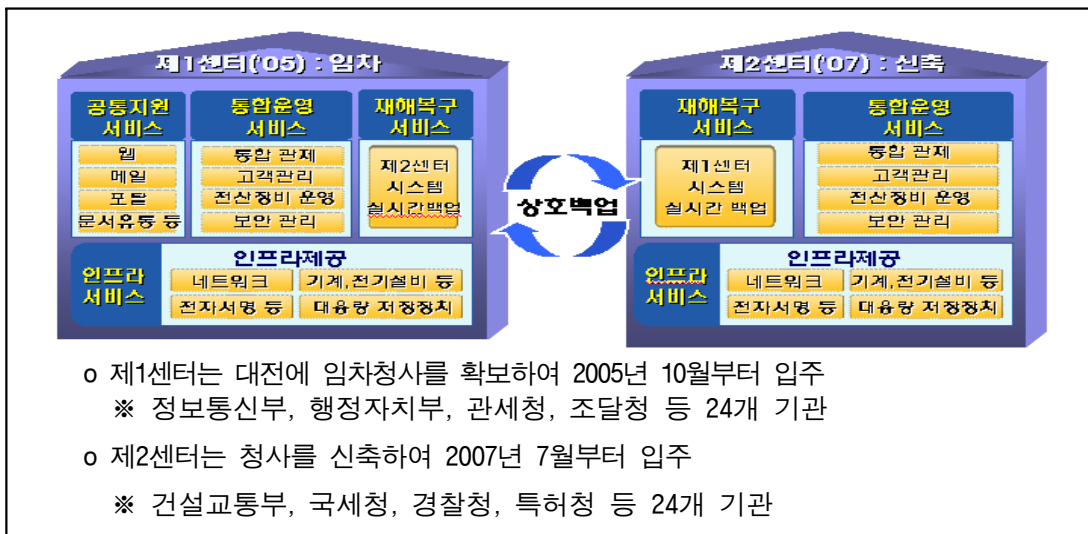 제1센터('05) : 임차
공통지원 서비스
웹
메일
포탈
문서유통 등
통합운영 서비스
통합 관제
고객관리
전산장비 운영
보안 관리
재해복구 서비스
제2센터
시스템
실시간백업
인프라 서비스
인프라제공
네트워크
기계,전기설비 등
전자서명 등
대용량 저장장치
상호백업
제2센터('07) : 신축
재해복구 서비스
제1센터
시스템
실시간 백업
통합운영 서비스
통합 관제
고객관리
전산장비 운영
보안 관리
인프라 서비스
인프라제공
네트워크
기계,전기설비 등
전자서명 등
대용량 저장장치
o 제1센터는 대전에 임차청사를 확보하여 2005년 10월부터 입주
※ 정보통신부, 행정자치부, 관세청, 조달청 등 24개 기관
o 제2센터는 청사를 신축하여 2007년 7월부터 입주
※ 건설교통부, 국세청, 경찰청, 특허청 등 24개 기관